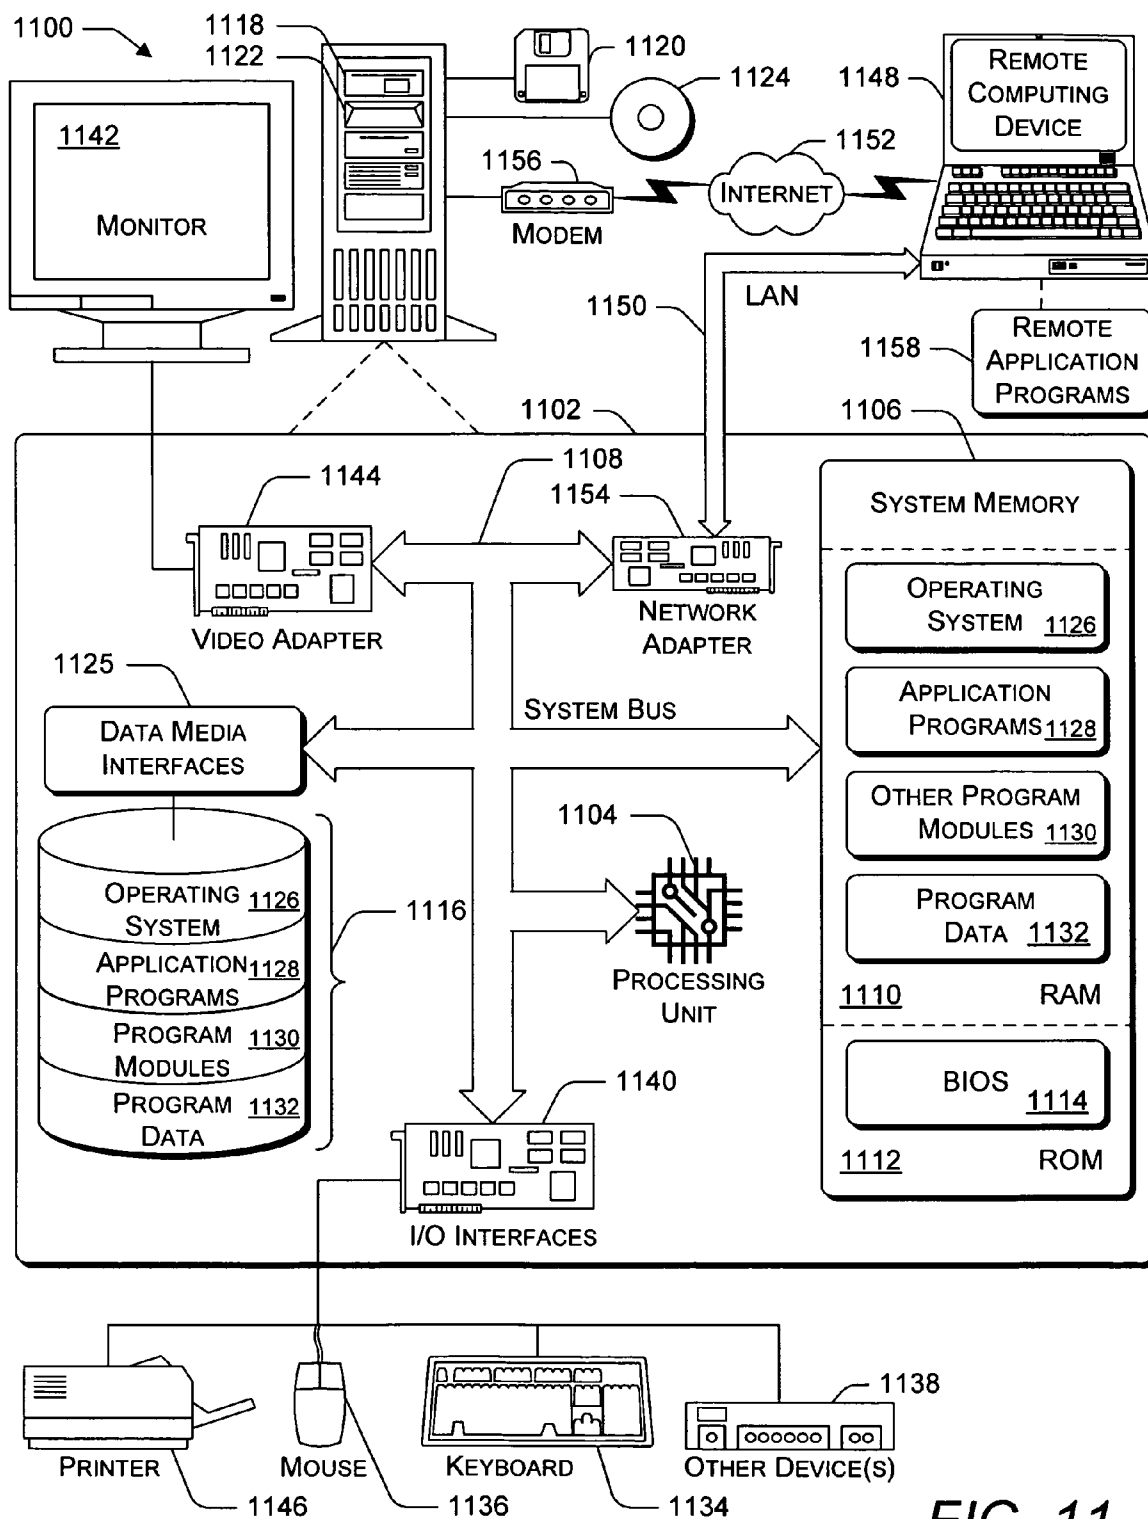 1100
1118
1122
1120
1124
1148
REMOTE
COMPUTING
DEVICE
1142
MONITOR
1156
MODEM
1152
INTERNET
1150
LAN
1158
REMOTE
APPLICATION
PROGRAMS
1102
1106
1144
1108
1154
VIDEO ADAPTER
NETWORK
ADAPTER
SYSTEM MEMORY
OPERATING
SYSTEM 1126
APPLICATION
PROGRAMS 1128
OTHER PROGRAM
MODULES 1130
PROGRAM
DATA 1132
1110 RAM
BIOS 1114
1112 ROM
1125
DATA MEDIA
INTERFACES
SYSTEM BUS
1104
PROCESSING
UNIT
OPERATING 1126
SYSTEM
APPLICATION 1128
PROGRAMS
PROGRAM 1130
MODULES
PROGRAM 1132
DATA
1116
1140
I/O INTERFACES
PRINTER
1146
MOUSE
1136
KEYBOARD
1134
1138
OTHER DEVICE(S)
FIG. 11